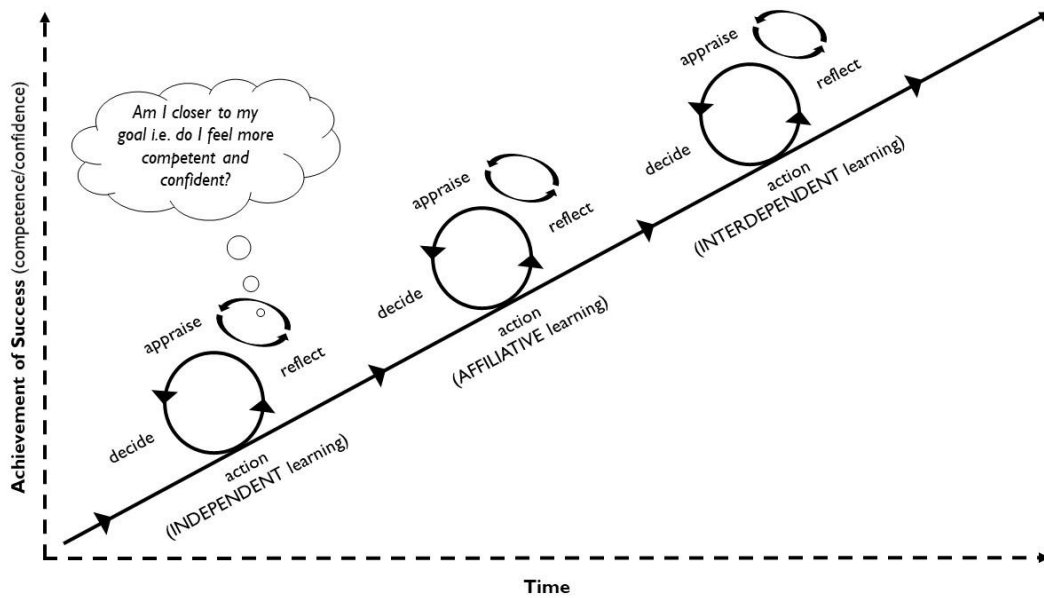 Achievement of Success (competence/confidence)
Am I closer to my
goal i.e. do I feel more
competent and
confident?
appraise
reflect
decide
action
(INDEPENDENT learning)
appraise
reflect
decide
action
(AFFILIATIVE learning)
appraise
reflect
decide
action
(INTERDEPENDENT learning)
Time